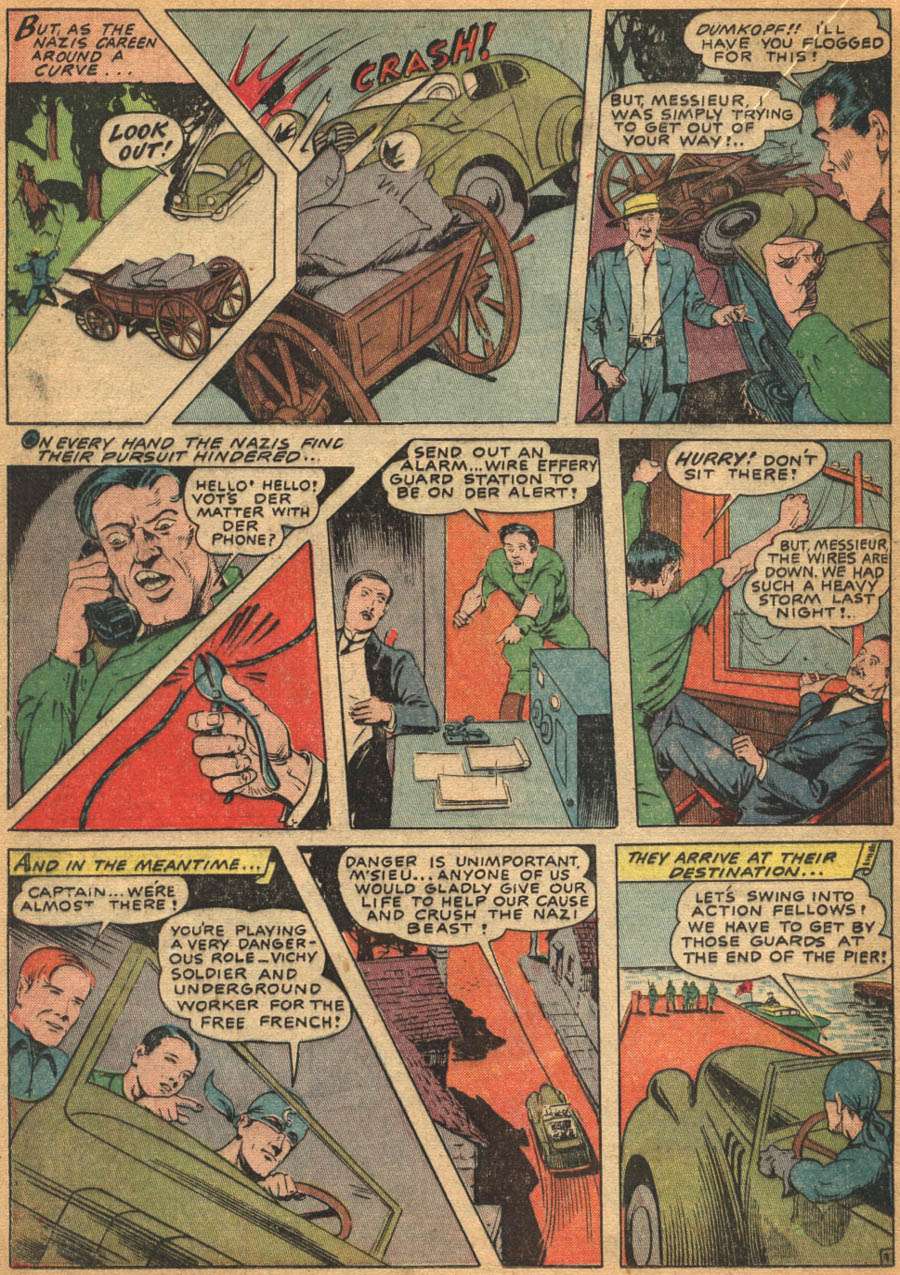 BUT, AS THE
NAZIS CAREEN
AROUND A
CURVE...
LOOK
OUT!
CRASH!
DUMKOPF!! I'LL
HAVE YOU FLOGGED
FOR THIS!
BUT, MESSIEUR, I
WAS SIMPLY TRYING
TO GET OUT OF
YOUR WAY!..
ON EVERY HAND THE NAZIS FIND
THEIR PURSUIT HINDERED...
HELLO! HELLO!
VOT'S DER
MATTER WITH
DER
PHONE?
SEND OUT AN
ALARM...WIRE EFFERY
GUARD STATION TO
BE ON DER ALERT!
HURRY! DON'T
SIT THERE!
BUT, MESSIEUR,
THE WIRES ARE
DOWN. WE HAD
SUCH A HEAVY
STORM LAST
NIGHT!..
AND IN THE MEANTIME...
CAPTAIN...WE'RE
ALMOST THERE!
YOU'RE PLAYING
A VERY DANGER-
OUS ROLE—VICHY
SOLDIER AND
UNDERGROUND
WORKER FOR THE
FREE FRENCH!
DANGER IS UNIMPORTANT,
M'SIEU...ANYONE OF US
WOULD GLADLY GIVE OUR
LIFE TO HELP OUR CAUSE
AND CRUSH THE NAZI
BEAST!
THEY ARRIVE AT THEIR
DESTINATION...
LET'S SWING INTO
ACTION FELLOWS!
WE HAVE TO GET BY
THOSE GUARDS AT
THE END OF THE PIER!